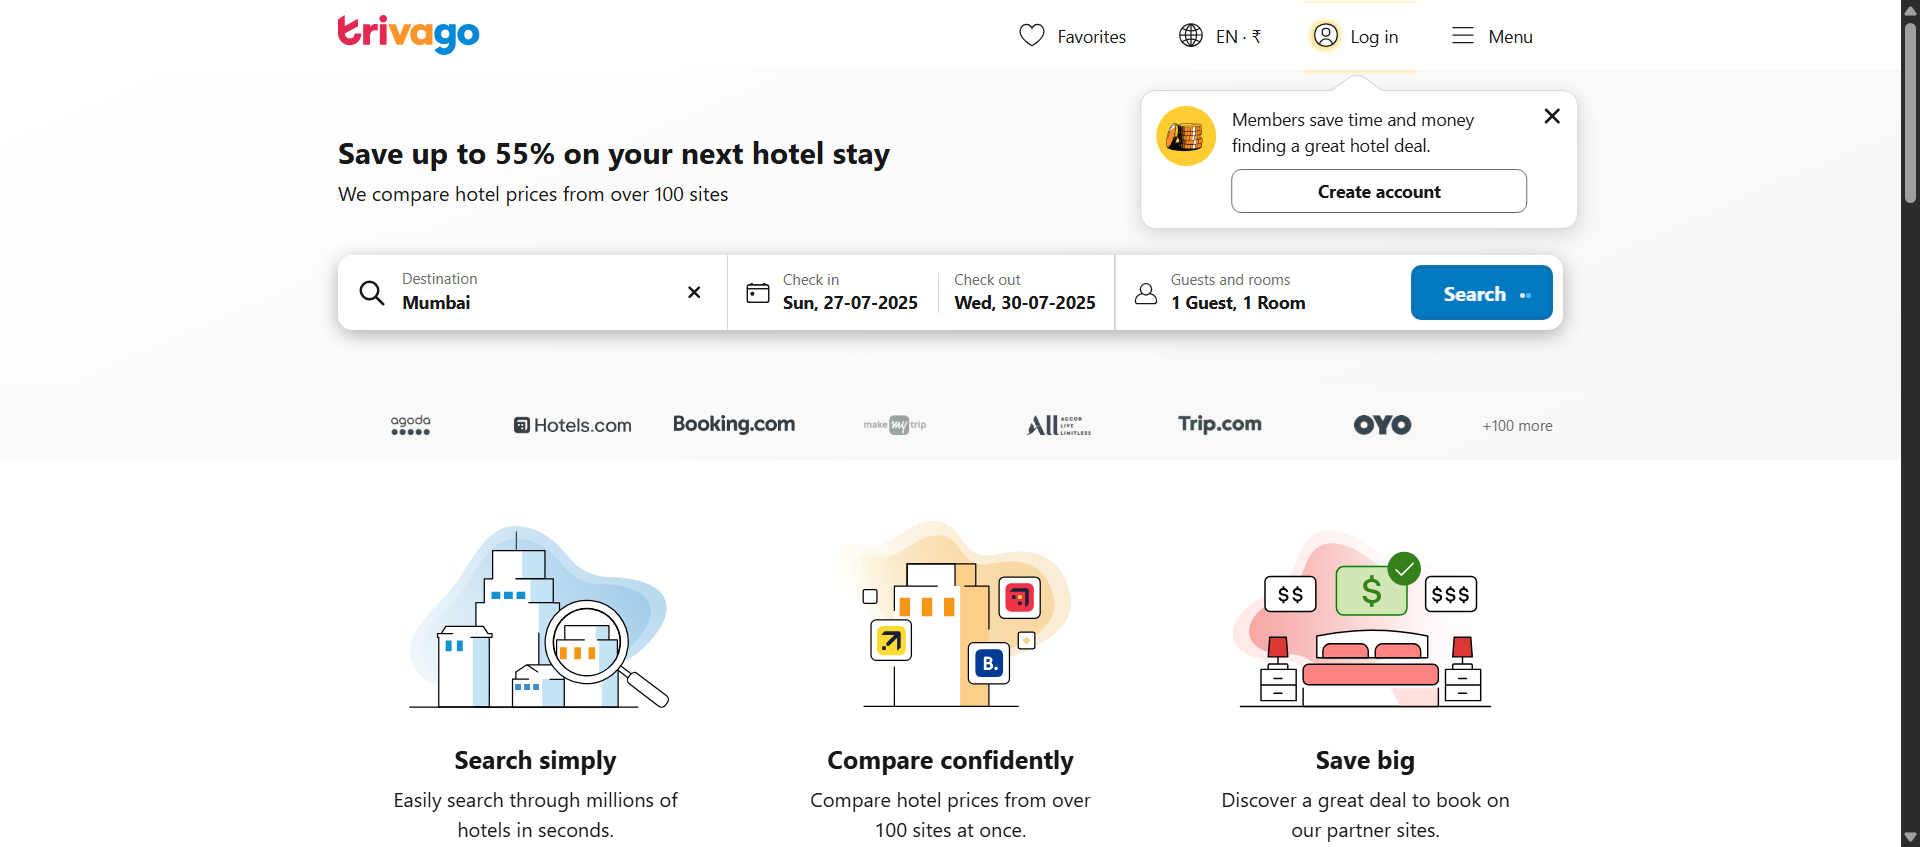 trivago
Favorites
EN · ₹
Log in
Menu
Members save time and money
finding a great hotel deal.
Create account
Save up to 55% on your next hotel stay
We compare hotel prices from over 100 sites
Destination
Mumbai
Check in
Sun, 27-07-2025
Check out
Wed, 30-07-2025
Guests and rooms
1 Guest, 1 Room
Search
agoda
Hotels.com
Booking.com
make my trip
ALL ACCOR
LIVE
LIMITLESS
Trip.com
OYO
+100 more
B.
$$
$
$$$
Search simply
Easily search through millions of
hotels in seconds.
Compare confidently
Compare hotel prices from over
100 sites at once.
Save big
Discover a great deal to book on
our partner sites.